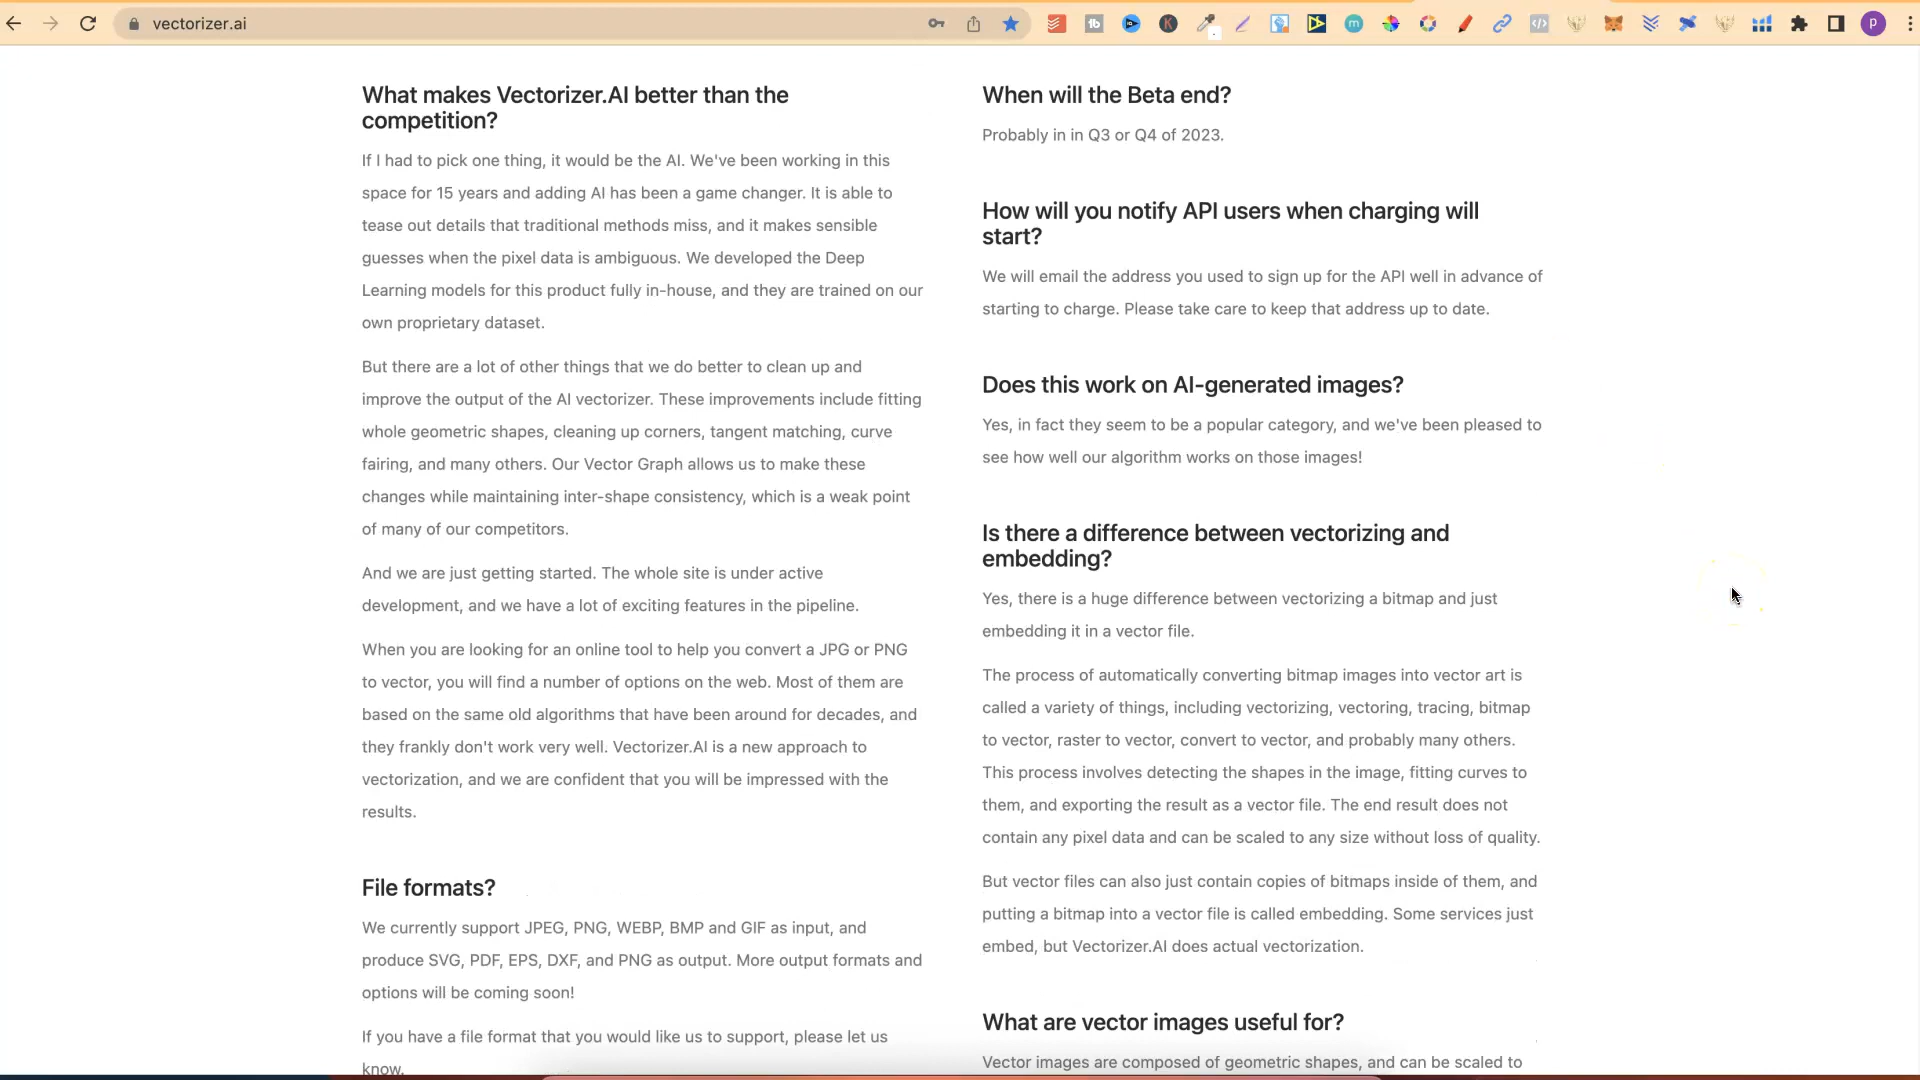 vectorizer.ai
What makes Vectorizer.AI better than the
competition?
If I had to pick one thing, it would be the AI. We've been working in this
space for 15 years and adding AI has been a game changer. It is able to
tease out details that traditional methods miss, and it makes sensible
guesses when the pixel data is ambiguous. We developed the Deep
Learning models for this product fully in-house, and they are trained on our
own proprietary dataset.
But there are a lot of other things that we do better to clean up and
improve the output of the AI vectorizer. These improvements include fitting
whole geometric shapes, cleaning up corners, tangent matching, curve
fairing, and many others. Our Vector Graph allows us to make these
changes while maintaining inter-shape consistency, which is a weak point
of many of our competitors.
And we are just getting started. The whole site is under active
development, and we have a lot of exciting features in the pipeline.
When you are looking for an online tool to help you convert a JPG or PNG
to vector, you will find a number of options on the web. Most of them are
based on the same old algorithms that have been around for decades, and
they frankly don't work very well. Vectorizer.AI is a new approach to
vectorization, and we are confident that you will be impressed with the
results.
File formats?
We currently support JPEG, PNG, WEBP, BMP and GIF as input, and
produce SVG, PDF, EPS, DXF, and PNG as output. More output formats and
options will be coming soon!
If you have a file format that you would like us to support, please let us
know.
When will the Beta end?
Probably in in Q3 or Q4 of 2023.
How will you notify API users when charging will
start?
We will email the address you used to sign up for the API well in advance of
starting to charge. Please take care to keep that address up to date.
Does this work on AI-generated images?
Yes, in fact they seem to be a popular category, and we've been pleased to
see how well our algorithm works on those images!
Is there a difference between vectorizing and
embedding?
Yes, there is a huge difference between vectorizing a bitmap and just
embedding it in a vector file.
The process of automatically converting bitmap images into vector art is
called a variety of things, including vectorizing, vectoring, tracing, bitmap
to vector, raster to vector, convert to vector, and probably many others.
This process involves detecting the shapes in the image, fitting curves to
them, and exporting the result as a vector file. The end result does not
contain any pixel data and can be scaled to any size without loss of quality.
But vector files can also just contain copies of bitmaps inside of them, and
putting a bitmap into a vector file is called embedding. Some services just
embed, but Vectorizer.AI does actual vectorization.
What are vector images useful for?
Vector images are composed of geometric shapes, and can be scaled to